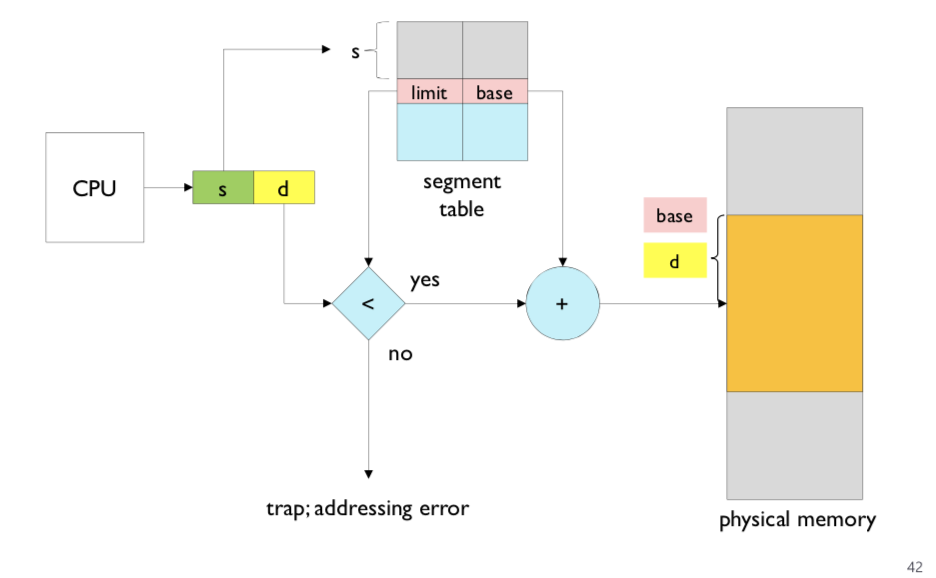 s
limit base
CPU
s d
segment
table
base
d
yes
<
+
no
trap; addressing error
physical memory
42